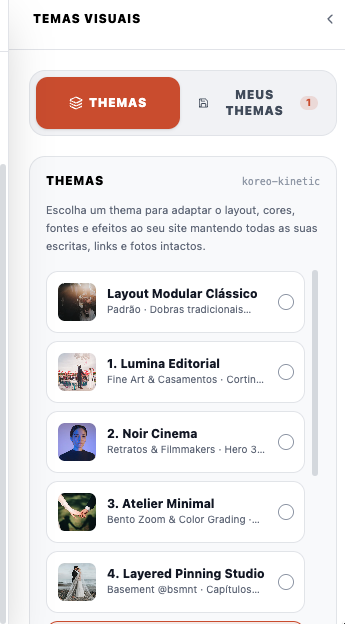 TEMAS VISUAIS
THEMAS
MEUS
THEMAS
1
THEMAS
koreo-kinetic
Escolha um thema para adaptar o layout, cores,
fontes e efeitos ao seu site mantendo todas as suas
escritas, links e fotos intactos.
Layout Modular Clássico
Padrão · Dobras tradicionais...
1. Lumina Editorial
Fine Art & Casamentos · Cortin...
2. Noir Cinema
Retratos & Filmmakers · Hero 3...
3. Atelier Minimal
Bento Zoom & Color Grading ·...
4. Layered Pinning Studio
Basement @bsmnt · Capítulos...